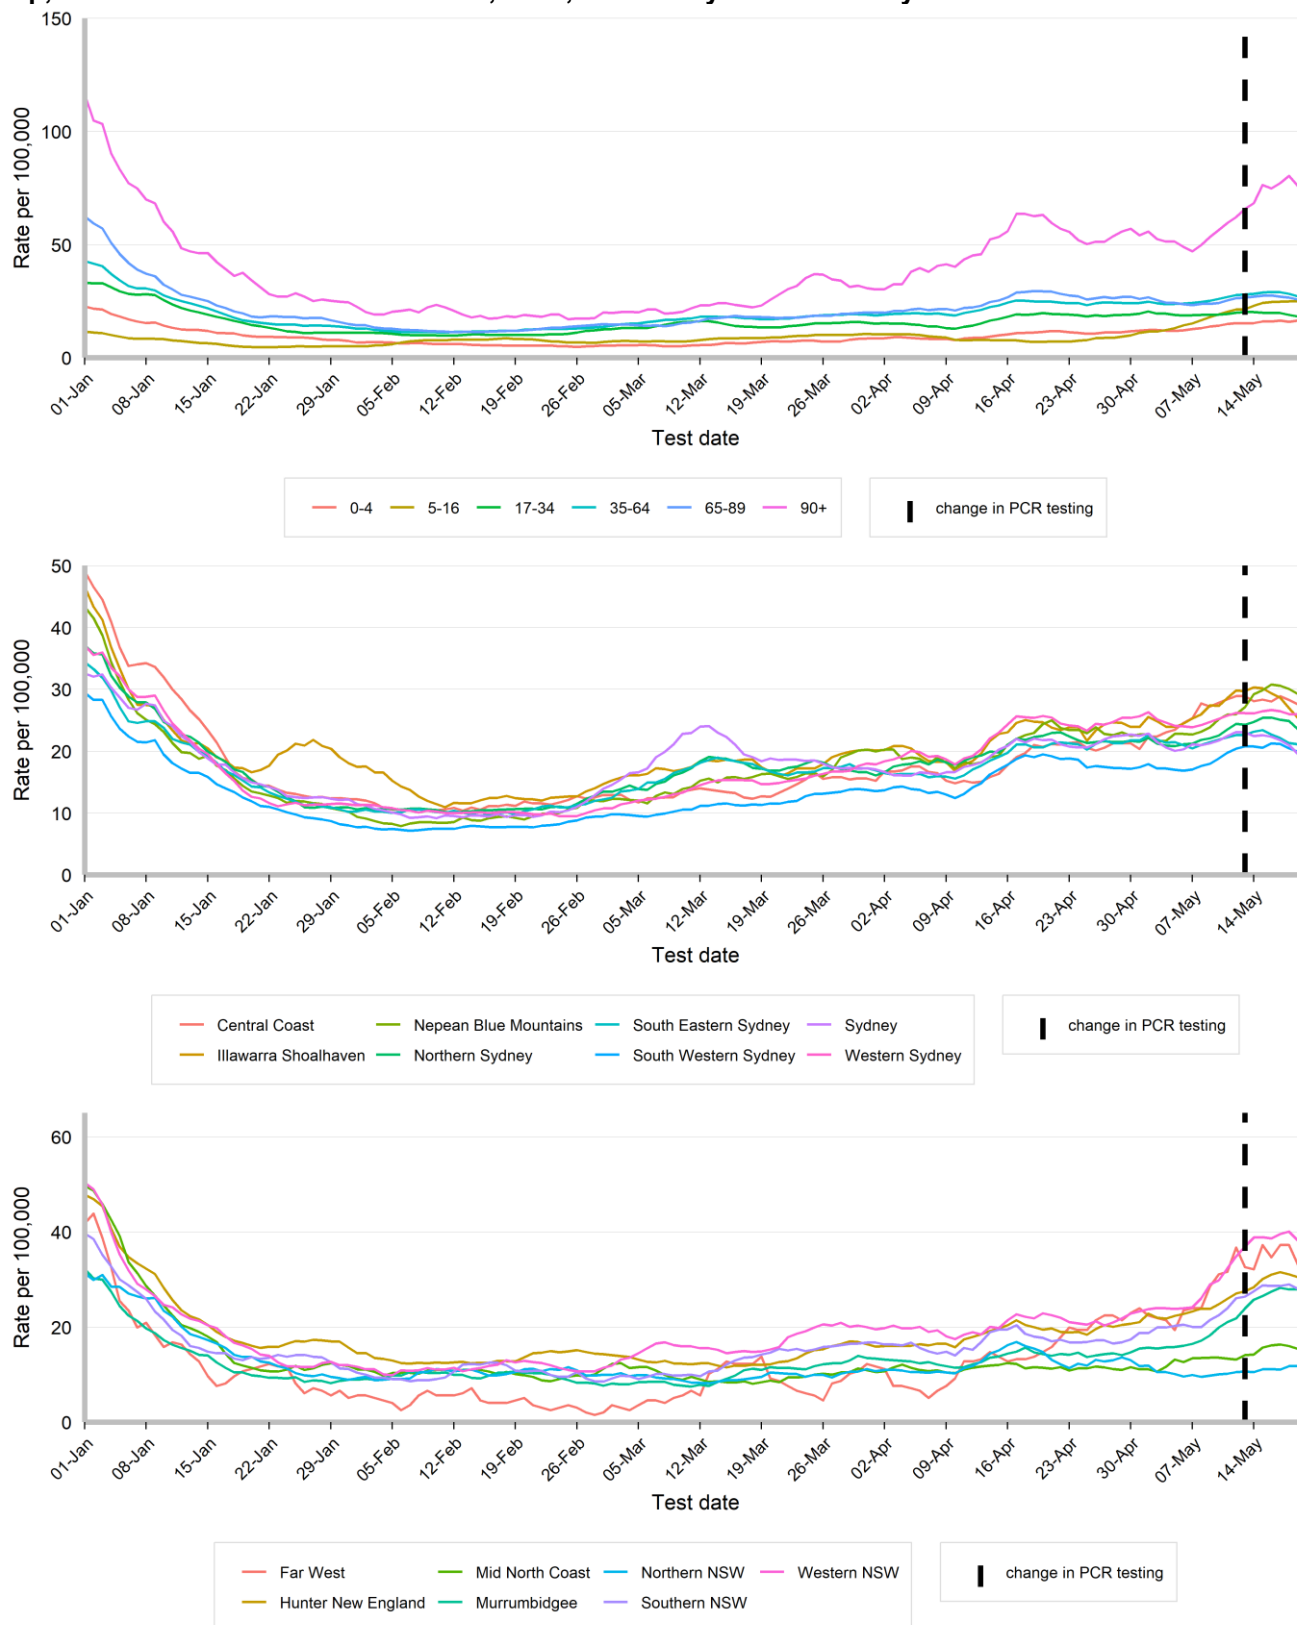 150
100
50
0
Rate per 100,000
01-Jan 08-Jan 15-Jan 22-Jan 29-Jan 05-Feb 12-Feb 19-Feb 26-Feb 05-Mar 12-Mar 19-Mar 26-Mar 02-Apr 09-Apr 16-Apr 23-Apr 30-Apr 07-May 14-May
Test date
0-4 5-16 17-34 35-64 65-89 90+ change in PCR testing
50
40
30
20
10
0
Rate per 100,000
01-Jan 08-Jan 15-Jan 22-Jan 29-Jan 05-Feb 12-Feb 19-Feb 26-Feb 05-Mar 12-Mar 19-Mar 26-Mar 02-Apr 09-Apr 16-Apr 23-Apr 30-Apr 07-May 14-May
Test date
Central Coast Nepean Blue Mountains South Eastern Sydney Sydney change in PCR testing
Illawarra Shoalhaven Northern Sydney South Western Sydney Western Sydney
60
40
20
0
Rate per 100,000
01-Jan 08-Jan 15-Jan 22-Jan 29-Jan 05-Feb 12-Feb 19-Feb 26-Feb 05-Mar 12-Mar 19-Mar 26-Mar 02-Apr 09-Apr 16-Apr 23-Apr 30-Apr 07-May 14-May
Test date
Far West Mid North Coast Northern NSW Western NSW change in PCR testing
Hunter New England Murrumbidgee Southern NSW